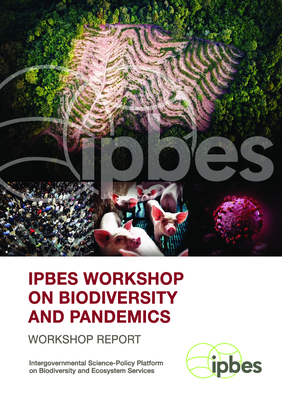 ipbes
IPBES WORKSHOP
ON BIODIVERSITY
AND PANDEMICS
WORKSHOP REPORT
Intergovernmental Science-Policy Platform
on Biodiversity and Ecosystem Services
ipbes